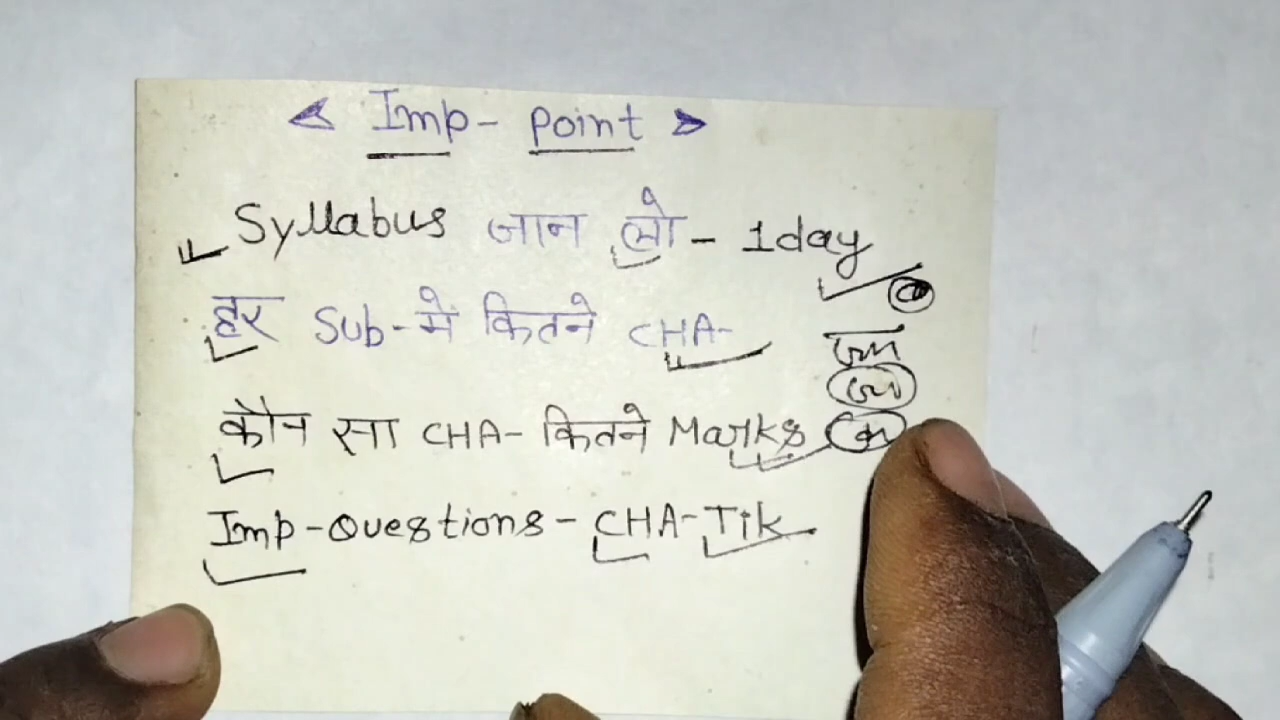 < Imp- Point >
Syllabus जान लो - 1day
हर Sub-में कितने CHA-
कौन सा CHA- कितने Marks
Imp-Questions- CHA-Tik